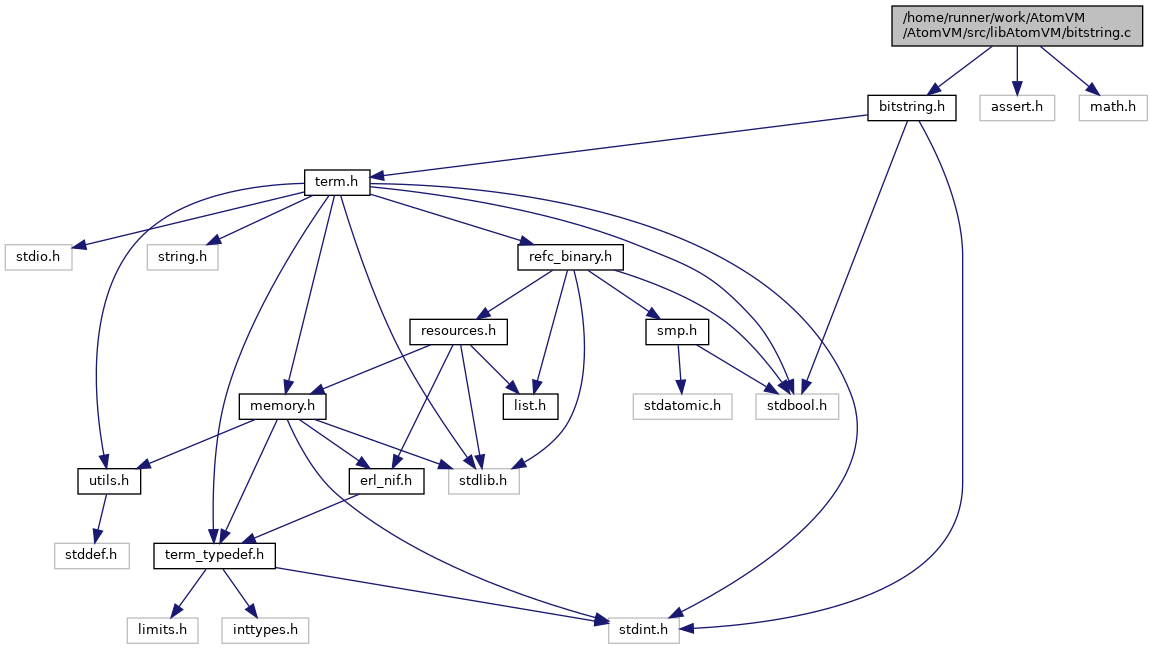 /home/runner/work/AtomVM
/AtomVM/src/libAtomVM/bitstring.c
bitstring.h
assert.h
math.h
term.h
stdio.h
string.h
refc_binary.h
resources.h
smp.h
memory.h
list.h
stdatomic.h
stdbool.h
utils.h
erl_nif.h
stdlib.h
stddef.h
term_typedef.h
limits.h
inttypes.h
stdint.h